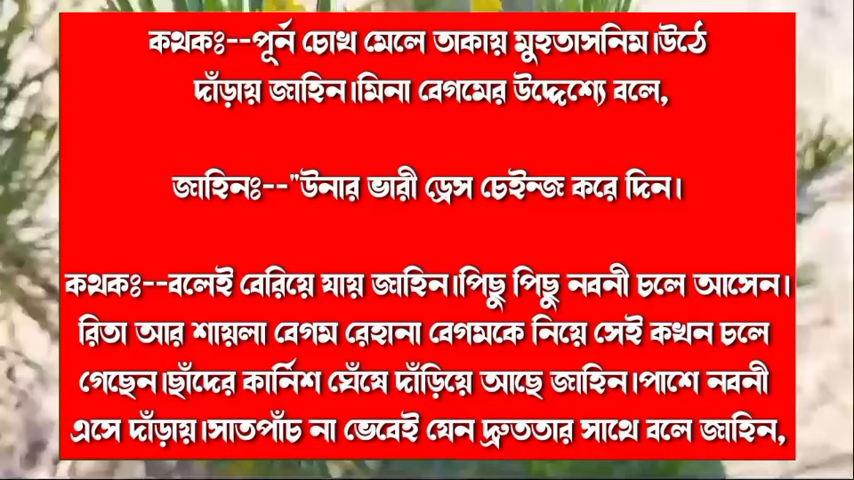 কথকঃ--পূর্ন চোখ মেলে তাকায় মুহতাসনিম।উঠে
দাঁড়ায় জাহিন।মিনা বেগমের উদ্দেশ্যে বলে,
জাহিনঃ--"উনার ভারী ড্রেস চেইন্জ করে দিন।
কথকঃ--বলেই বেরিয়ে যায় জাহিন।পিছু পিছু নবনী চলে আসেন।
রিতা আর শায়লা বেগম রেহানা বেগমকে নিয়ে সেই কখন চলে
গেছেন।ছাঁদের কার্নিশ ঘেঁষে দাঁড়িয়ে আছে জাহিন।পাশে নবনী
এসে দাঁড়ায়।সাতপাঁচ না ভেবেই যেন দ্রুততার সাথে বলে জাহিন,